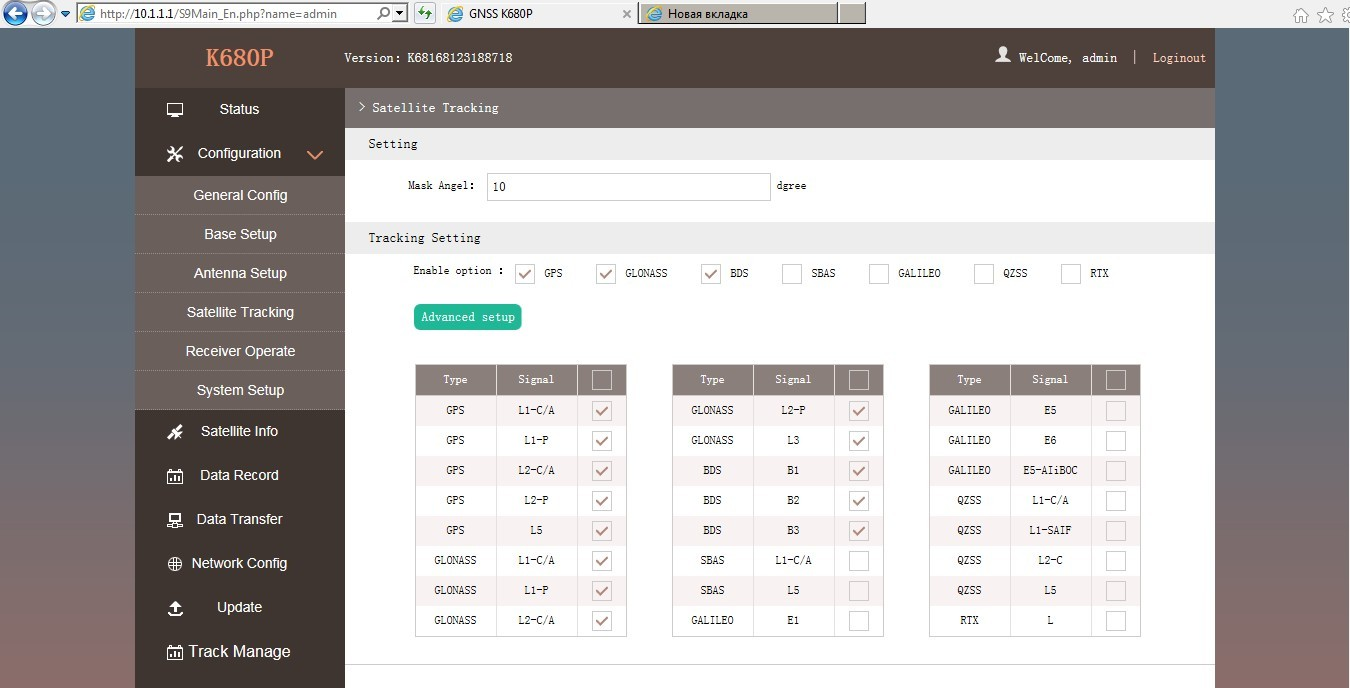 http://10.1.1.1/S9Main_En.php?name=admin GNSS K680P Новая вкладка
K680P Version: K68168123188718 WelCome, admin | Loginout
Status
Configuration
General Config
Base Setup
Antenna Setup
Satellite Tracking
Receiver Operate
System Setup
Satellite Info
Data Record
Data Transfer
Network Config
Update
Track Manage
> Satellite Tracking
Setting
Mask Angel: 10 dgree
Tracking Setting
Enable option : GPS GLONASS BDS SBAS GALILEO QZSS RTX
Advanced setup
Type Signal
GPS L1-C/A
GPS L1-P
GPS L2-C/A
GPS L2-P
GPS L5
GLONASS L1-C/A
GLONASS L1-P
GLONASS L2-C/A
Type Signal
GLONASS L2-P
GLONASS L3
BDS B1
BDS B2
BDS B3
SBAS L1-C/A
SBAS L5
GALILEO E1
Type Signal
GALILEO E5
GALILEO E6
GALILEO E5-AIiBOC
QZSS L1-C/A
QZSS L1-SAIF
QZSS L2-C
QZSS L5
RTX L